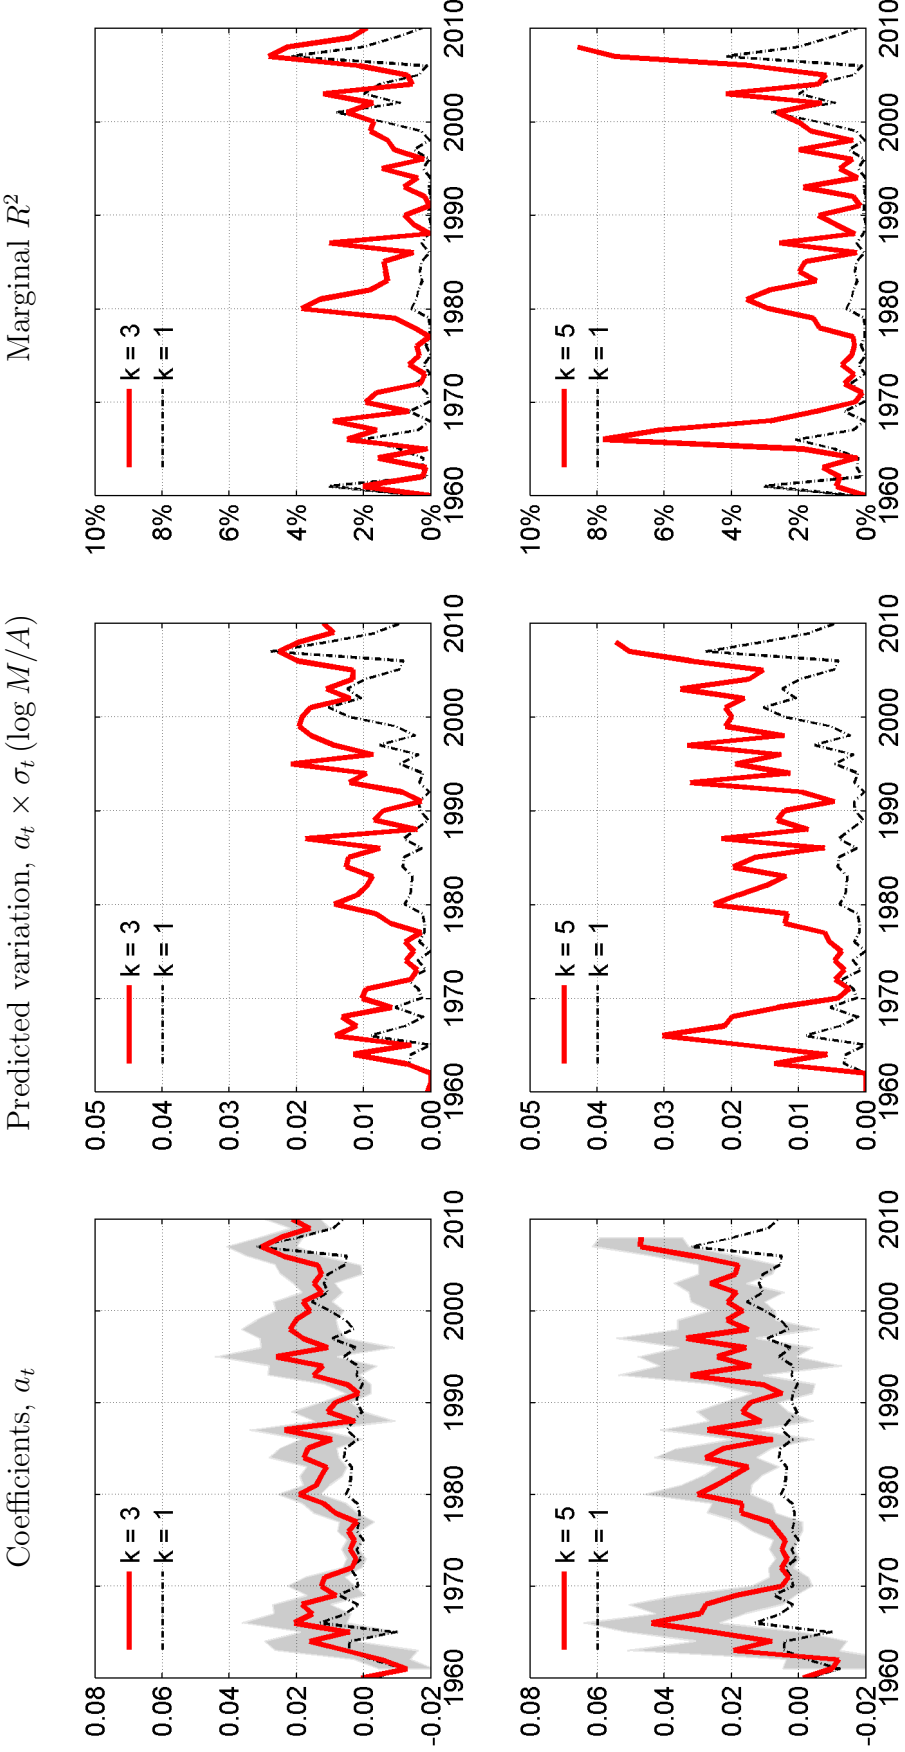 Coefficients, a_t
Predicted variation, a_t × σ_t (log M/A)
Marginal R²
0.08
0.06
0.04
0.02
0.00
-0.02
1960 1970 1980 1990 2000 2010
k = 3
k = 1
0.05
0.04
0.03
0.02
0.01
0.00
1960 1970 1980 1990 2000 2010
k = 3
k = 1
10%
8%
6%
4%
2%
0%
1960 1970 1980 1990 2000 2010
k = 3
k = 1
0.08
0.06
0.04
0.02
0.00
-0.02
1960 1970 1980 1990 2000 2010
k = 5
k = 1
0.05
0.04
0.03
0.02
0.01
0.00
1960 1970 1980 1990 2000 2010
k = 5
k = 1
10%
8%
6%
4%
2%
0%
1960 1970 1980 1990 2000 2010
k = 5
k = 1